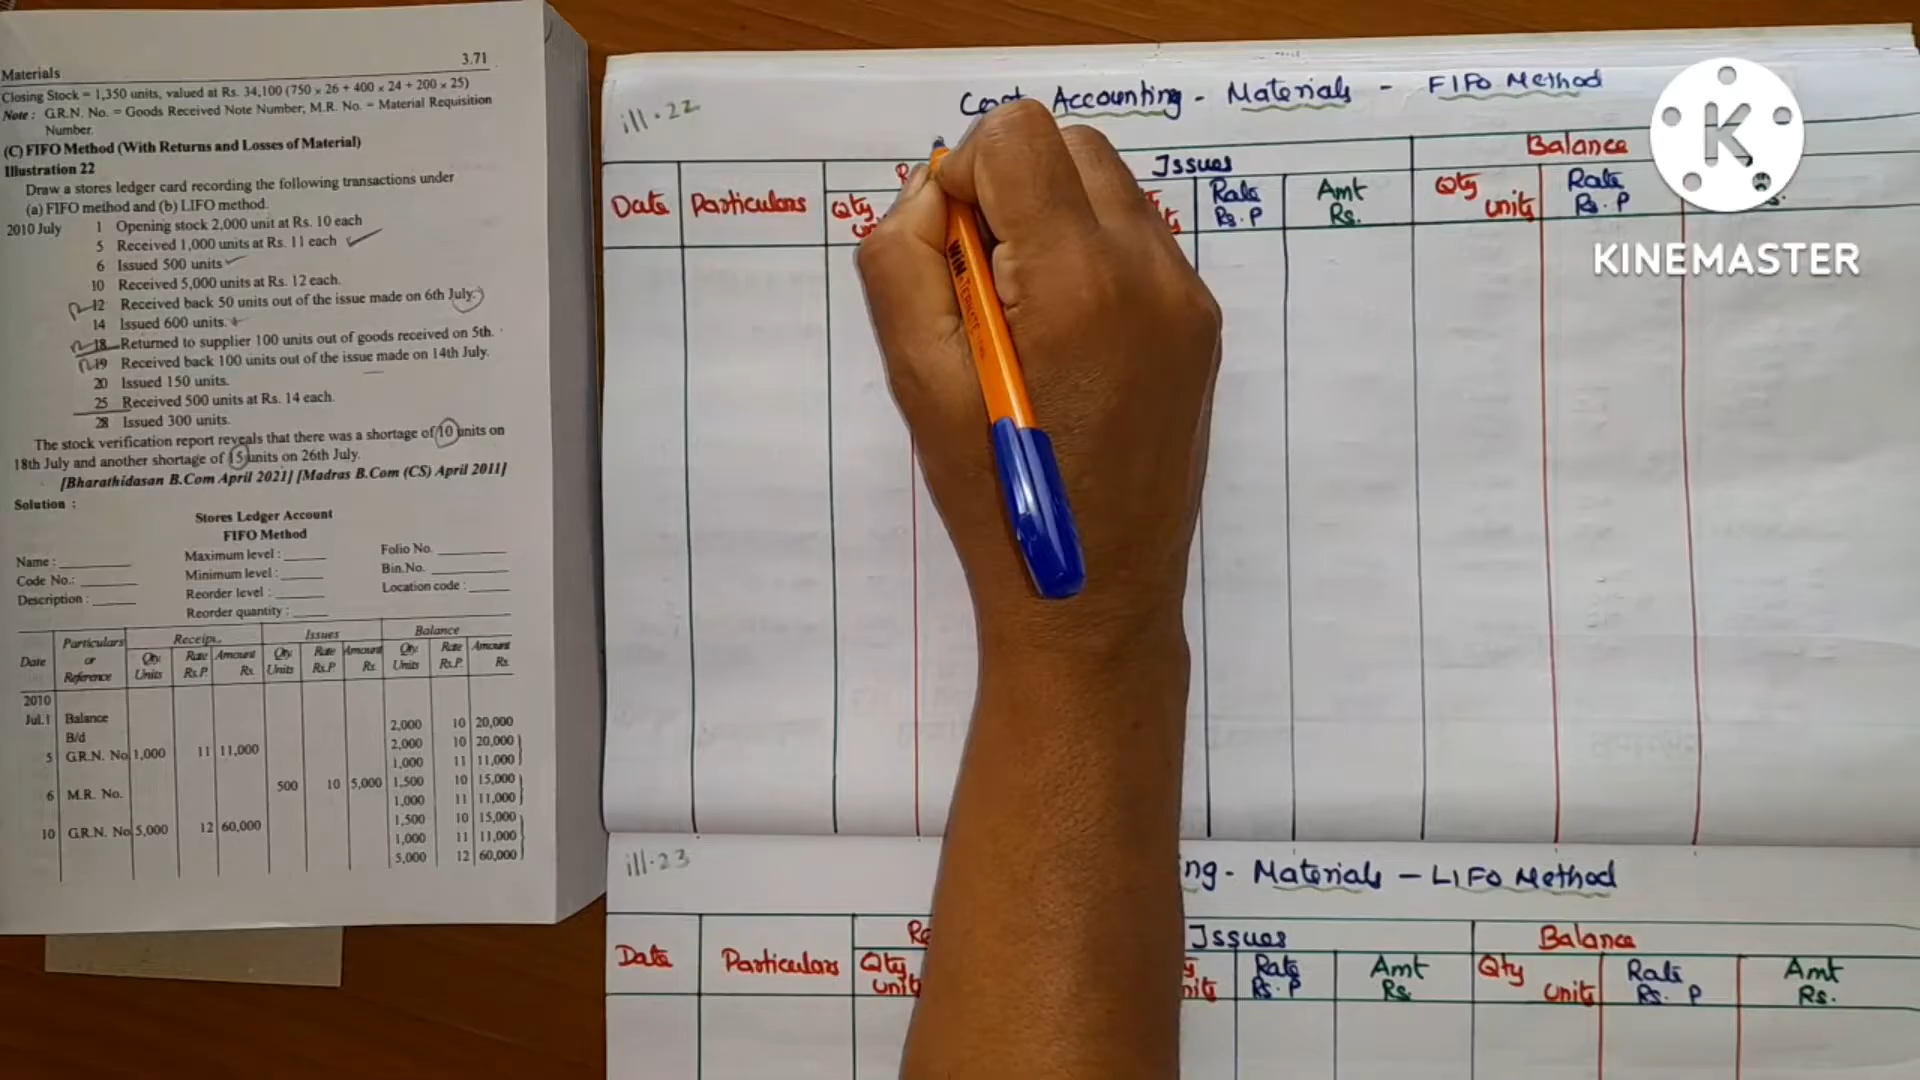 Materials
3.71
Closing Stock = 1,350 units, valued at Rs. 34,100 (750 × 26 + 400 × 24 + 200 × 25)
Note : G.R.N. No. = Goods Received Note Number, M.R. No. = Material Requisition
Number.
(C) FIFO Method (With Returns and Losses of Material)
Illustration 22
Draw a stores ledger card recording the following transactions under
(a) FIFO method and (b) LIFO method.
2010 July 1 Opening stock 2,000 unit at Rs. 10 each
5 Received 1,000 units at Rs. 11 each
6 Issued 500 units
10 Received 5,000 units at Rs. 12 each.
12 Received back 50 units out of the issue made on 6th July.
14 Issued 600 units.
18 Returned to supplier 100 units out of goods received on 5th.
19 Received back 100 units out of the issue made on 14th July.
20 Issued 150 units.
25 Received 500 units at Rs. 14 each.
28 Issued 300 units.
The stock verification report reveals that there was a shortage of 10 units on
18th July and another shortage of 15 units on 26th July.
[Bharathidasan B.Com April 2021] [Madras B.Com (CS) April 2011]
Solution :
Stores Ledger Account
FIFO Method
Name : Maximum level : Folio No.
Code No.: Minimum level : Bin.No.
Description : Reorder level : Location code :
Reorder quantity :
Date Particulars or Reference Receipt Issues Balance
Qty. Units Rate Rs.P. Amount Rs. Qty. Units Rate Rs.P Amount Rs. Qty. Units Rate Rs.P. Amount Rs.
2010
Jul.1 Balance B/d 2,000 10 20,000
2,000 10 20,000
5 G.R.N. No 1,000 11 11,000 1,000 11 11,000
500 10 5,000 1,500 10 15,000
6 M.R. No. 1,000 11 11,000
1,500 10 15,000
10 G.R.N. No 5,000 12 60,000 1,000 11 11,000
5,000 12 60,000
ill.22
Accounting - Materials - FIFO Method
Issues Balance
Date Particulars Qty Rate Rs. P Amt Rs. Qty units Rate Rs. P
KINEMASTER
ill.23
Materials - LIFO Method
Issues Balance
Date Particulars Qty Rate Rs. P Amt Rs. Qty units Rate Rs. P Amt Rs.